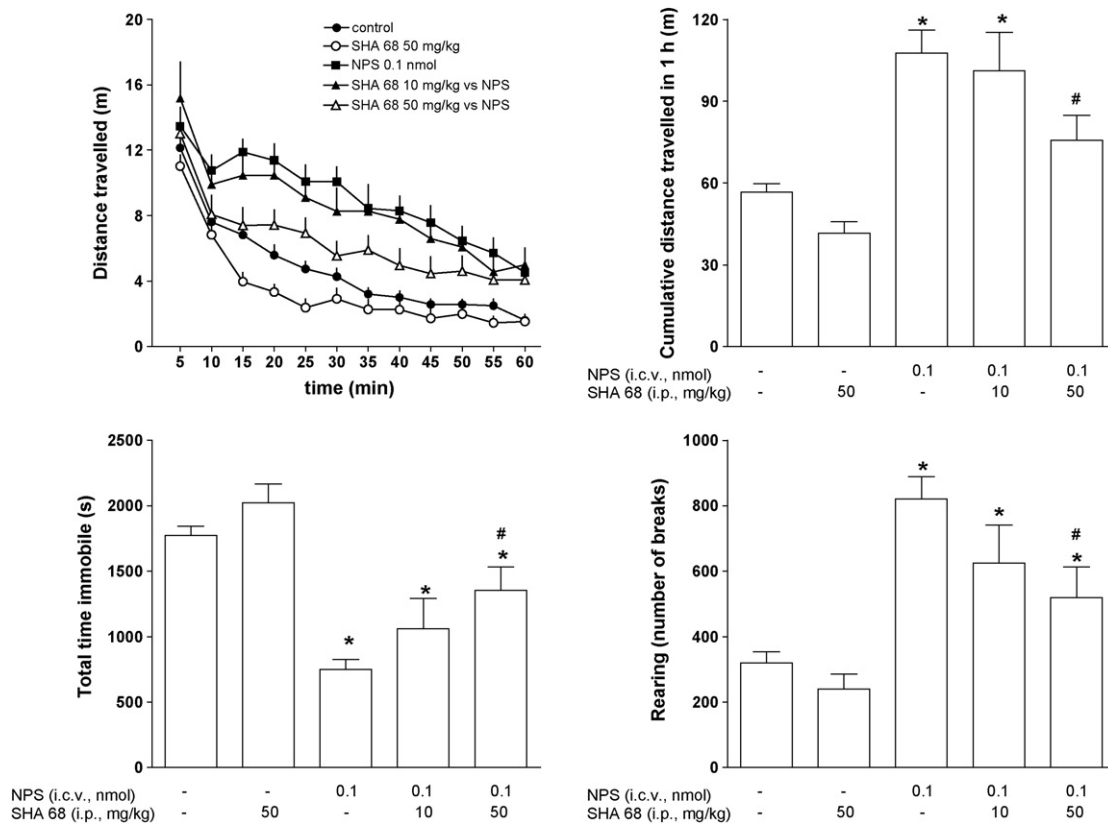 Distance travelled (m)
20
16
12
8
4
0
control
SHA 68 50 mg/kg
NPS 0.1 nmol
SHA 68 10 mg/kg vs NPS
SHA 68 50 mg/kg vs NPS
5 10 15 20 25 30 35 40 45 50 55 60
time (min)
Cumulative distance travelled in 1 h (m)
120
90
60
30
0
* *
#
NPS (i.c.v., nmol) - - 0.1 0.1 0.1
SHA 68 (i.p., mg/kg) - 50 - 10 50
Total time immobile (s)
2500
2000
1500
1000
500
0
#
* * *
NPS (i.c.v., nmol) - - 0.1 0.1 0.1
SHA 68 (i.p., mg/kg) - 50 - 10 50
Rearing (number of breaks)
1000
800
600
400
200
0
*
*
#
*
NPS (i.c.v., nmol) - - 0.1 0.1 0.1
SHA 68 (i.p., mg/kg) - 50 - 10 50